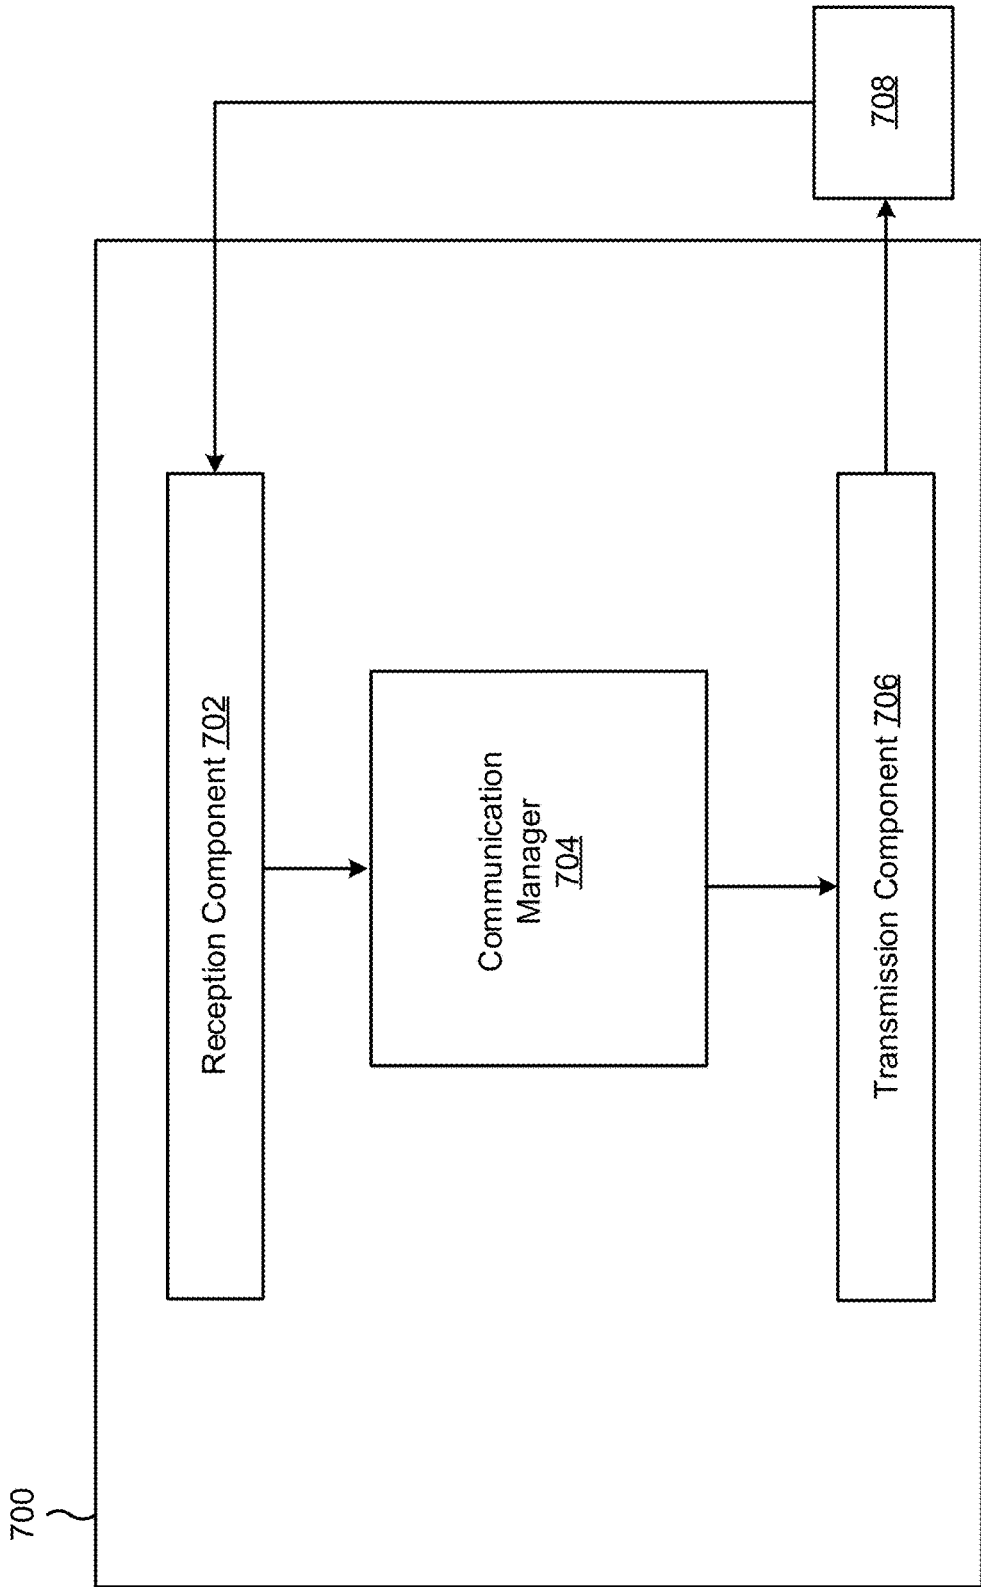 700
Reception Component 702
Communication
Manager
704
Transmission Component 706
708